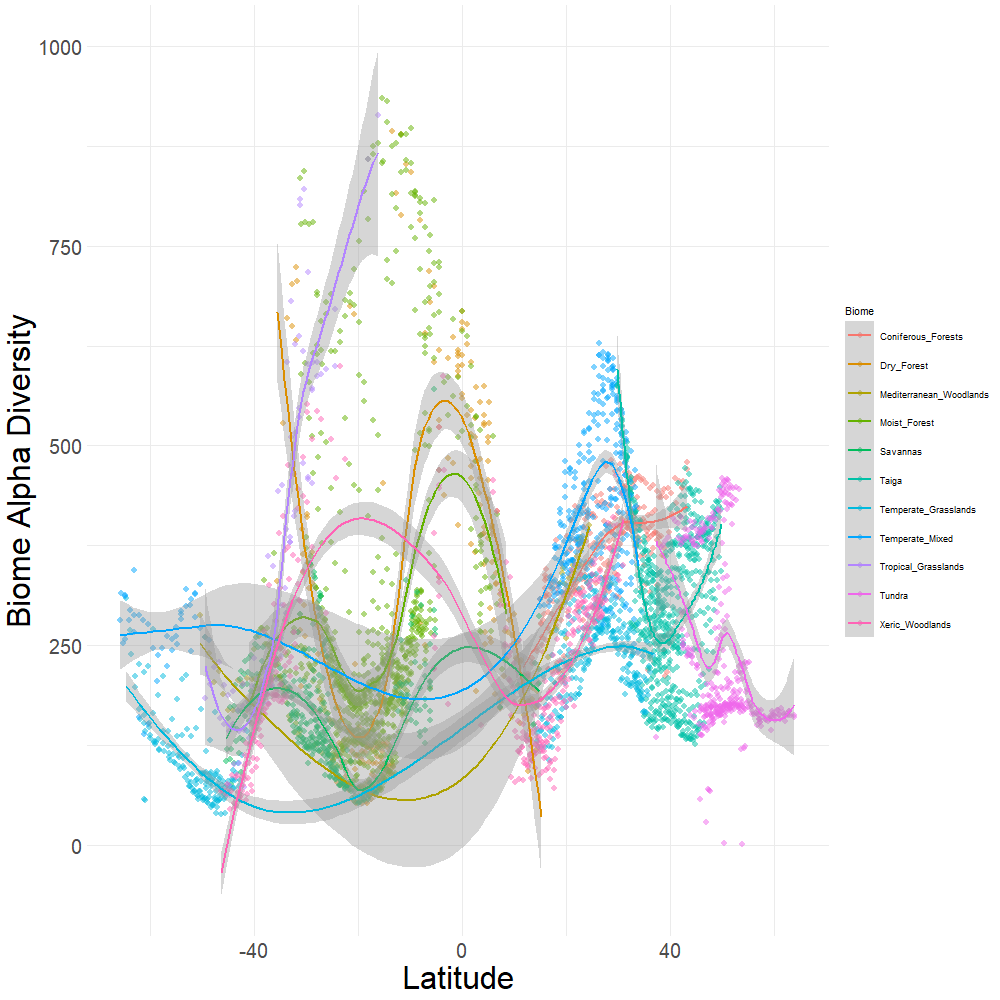 1000
750
500
250
0
Biome Alpha Diversity
-40
0
40
Latitude
Biome
Coniferous_Forests
Dry_Forest
Mediterranean_Woodlands
Moist_Forest
Savannas
Taiga
Temperate_Grasslands
Temperate_Mixed
Tropical_Grasslands
Tundra
Xeric_Woodlands